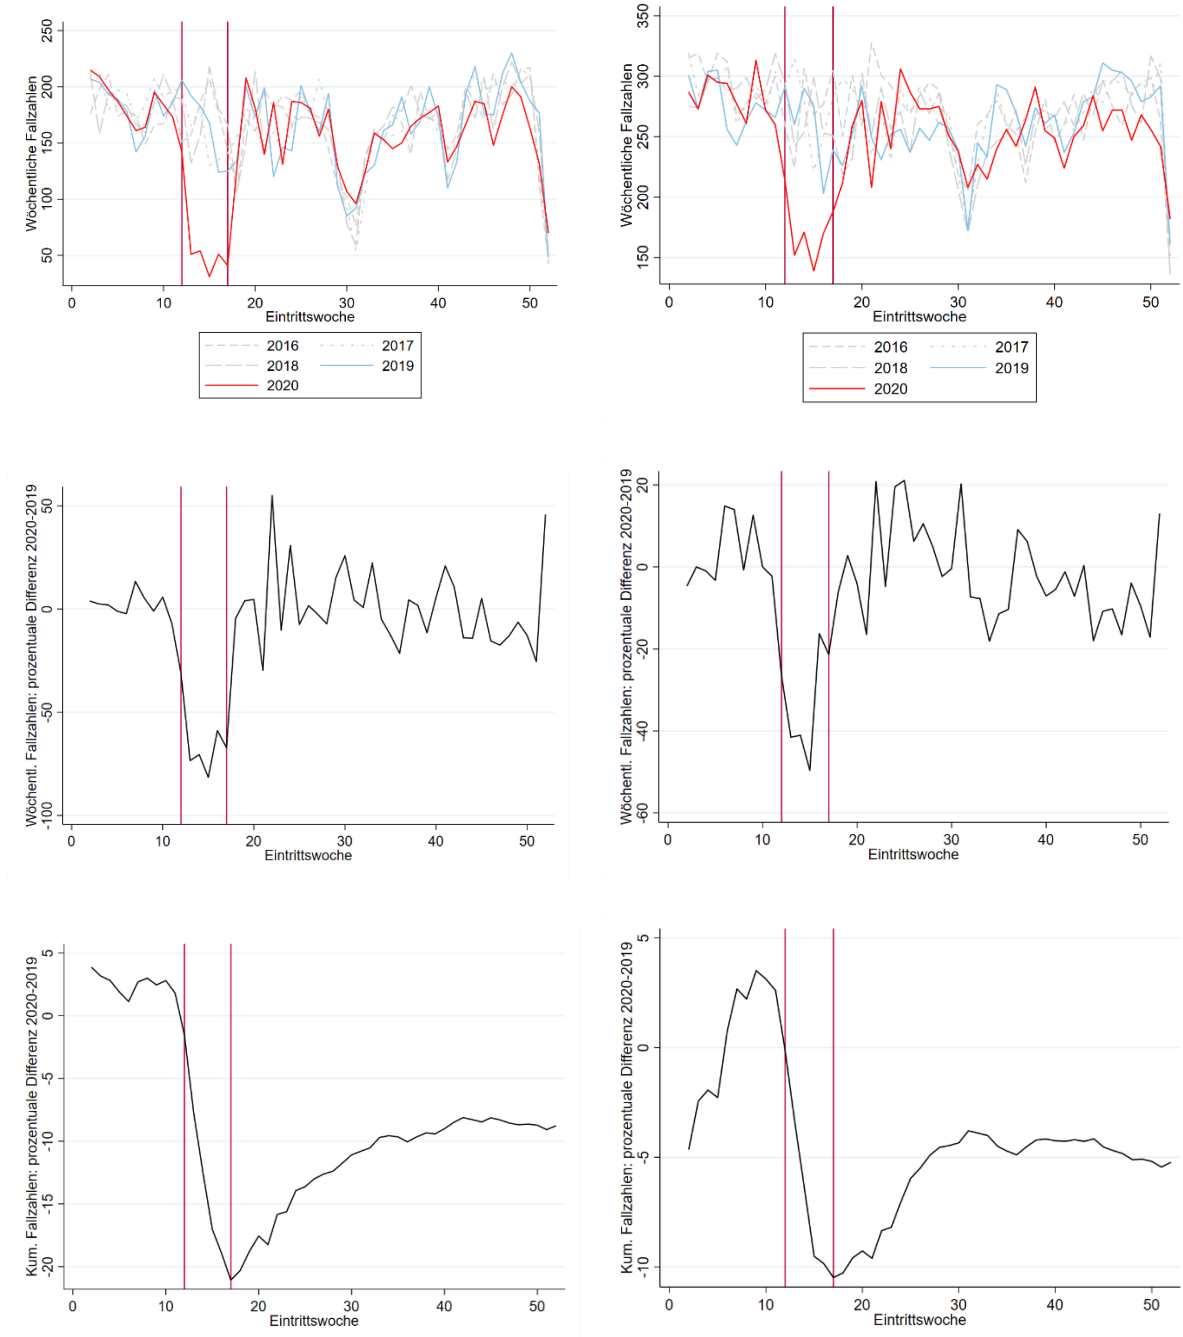 Wöchentliche Fallzahlen
250
200
150
100
50
0 10 20 30 40 50
Eintrittswoche
2016 2017
2018 2019
2020
Wöchentliche Fallzahlen
350
300
250
200
150
0 10 20 30 40 50
Eintrittswoche
2016 2017
2018 2019
2020
Wöchentl. Fallzahlen: prozentuale Differenz 2020-2019
50
0
-50
-100
0 10 20 30 40 50
Eintrittswoche
Wöchentl. Fallzahlen: prozentuale Differenz 2020-2019
20
0
-20
-40
-60
0 10 20 30 40 50
Eintrittswoche
Kum. Fallzahlen: prozentuale Differenz 2020-2019
5
0
-5
-10
-15
-20
0 10 20 30 40 50
Eintrittswoche
Kum. Fallzahlen: prozentuale Differenz 2020-2019
5
0
-5
-10
0 10 20 30 40 50
Eintrittswoche